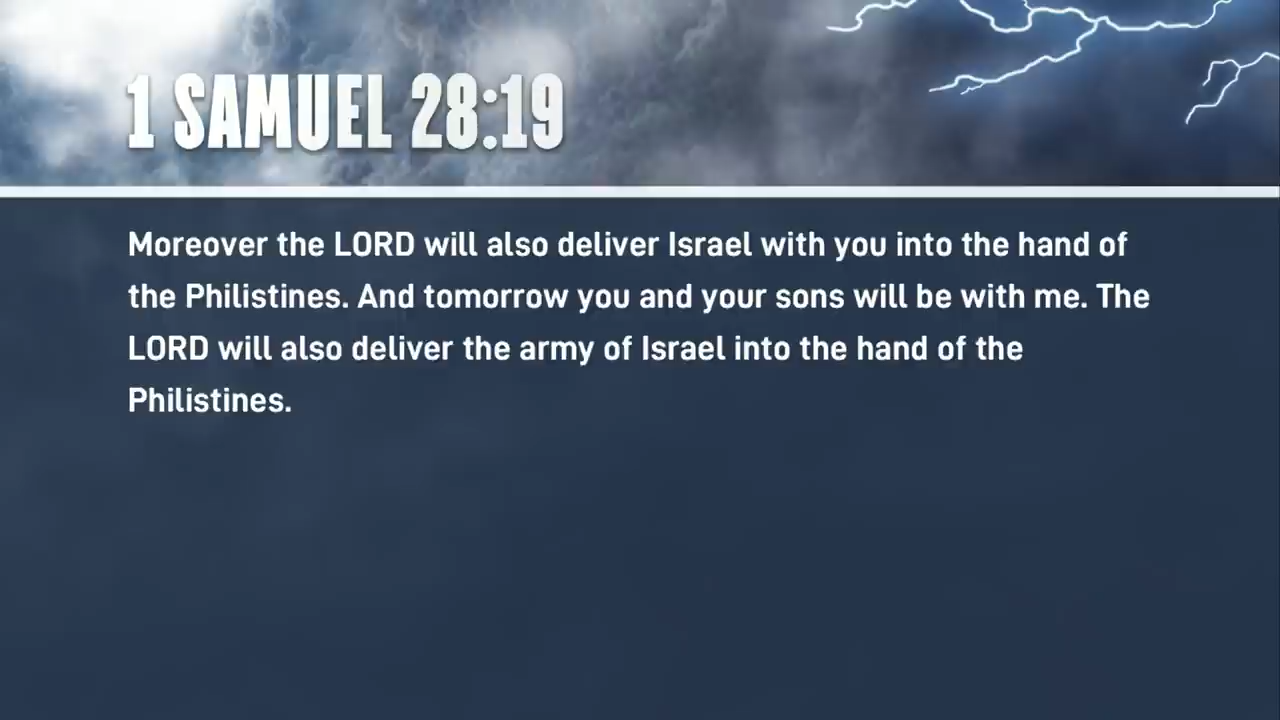 1 SAMUEL 28:19
Moreover the LORD will also deliver Israel with you into the hand of
the Philistines. And tomorrow you and your sons will be with me. The
LORD will also deliver the army of Israel into the hand of the
Philistines.